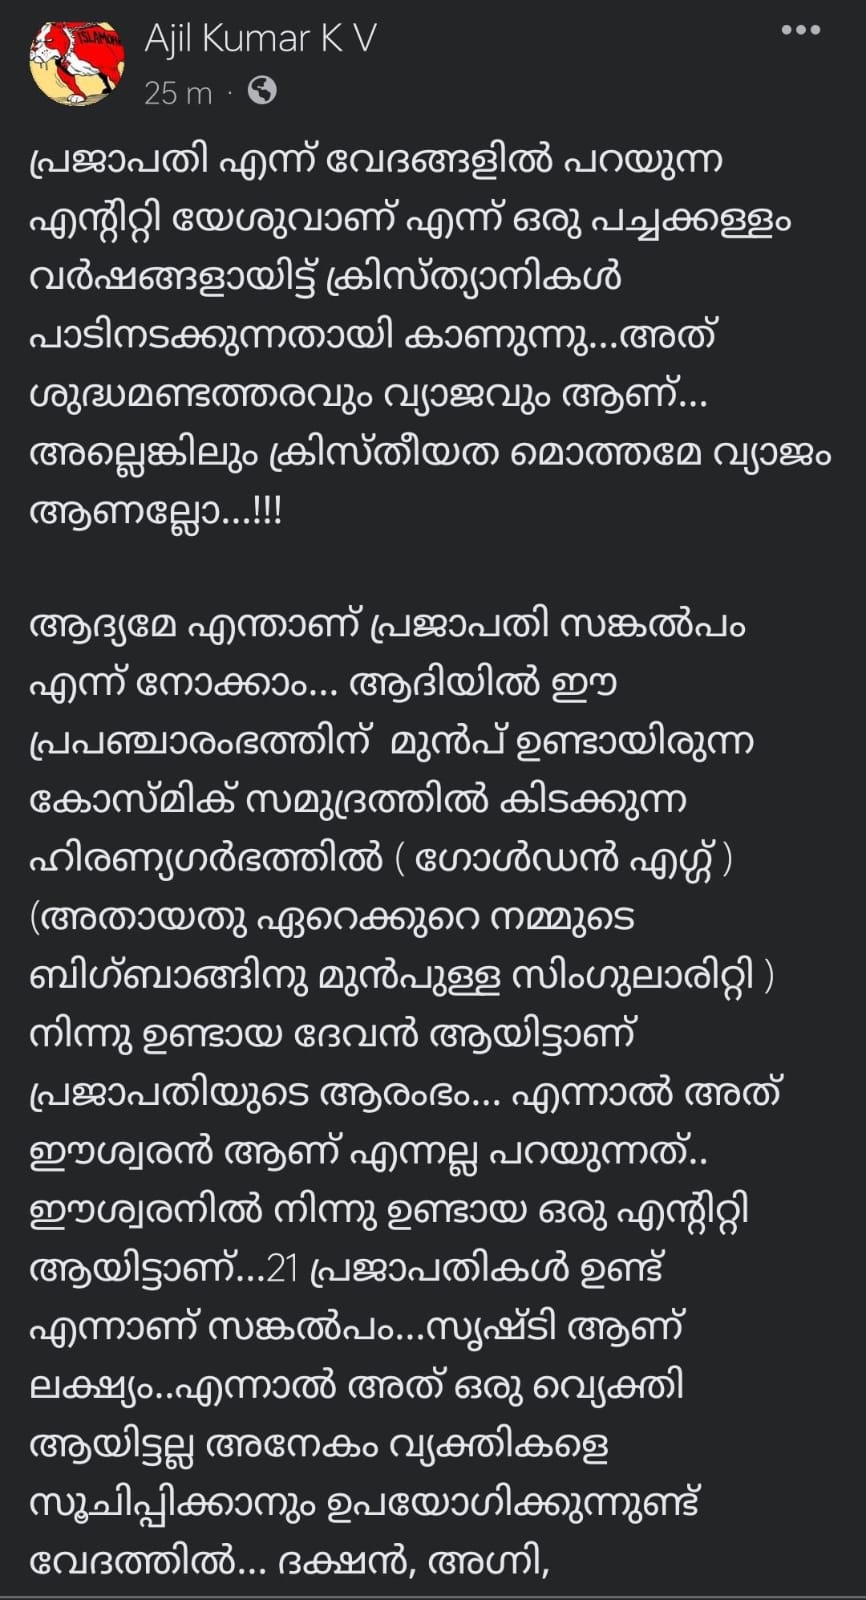 Ajil Kumar K V
25 m ·
പ്രജാപതി എന്ന് വേദങ്ങളിൽ പറയുന്ന
എന്റിറ്റി യേശുവാണ് എന്ന് ഒരു പച്ചക്കള്ളം
വർഷങ്ങളായിട്ട് ക്രിസ്ത്യാനികൾ
പാടിനടക്കുന്നതായി കാണുന്നു...അത്
ശുദ്ധമണ്ടത്തരവും വ്യാജവും ആണ്...
അല്ലെങ്കിലും ക്രിസ്തീയത മൊത്തമേ വ്യാജം
ആണല്ലോ...!!!
ആദ്യമേ എന്താണ് പ്രജാപതി സങ്കൽപം
എന്ന് നോക്കാം... ആദിയിൽ ഈ
പ്രപഞ്ചാരംഭത്തിന്  മുൻപ് ഉണ്ടായിരുന്ന
കോസ്മിക് സമുദ്രത്തിൽ കിടക്കുന്ന
ഹിരണ്യഗർഭത്തിൽ ( ഗോൾഡൻ എഗ്ഗ് )
(അതായതു ഏറെക്കുറെ നമ്മുടെ
ബിഗ്ബാങ്ങിനു മുൻപുള്ള സിംഗുലാരിറ്റി )
നിന്നു ഉണ്ടായ ദേവൻ ആയിട്ടാണ്
പ്രജാപതിയുടെ ആരംഭം... എന്നാൽ അത്
ഈശ്വരൻ ആണ് എന്നല്ല പറയുന്നത്..
ഈശ്വരനിൽ നിന്നു ഉണ്ടായ ഒരു എന്റിറ്റി
ആയിട്ടാണ്...21 പ്രജാപതികൾ ഉണ്ട്
എന്നാണ് സങ്കൽപം...സൃഷ്ടി ആണ്
ലക്ഷ്യം..എന്നാൽ അത് ഒരു വ്യെക്തി
ആയിട്ടല്ല അനേകം വ്യക്തികളെ
സൂചിപ്പിക്കാനും ഉപയോഗിക്കുന്നുണ്ട്
വേദത്തിൽ... ദക്ഷൻ, അഗ്നി,